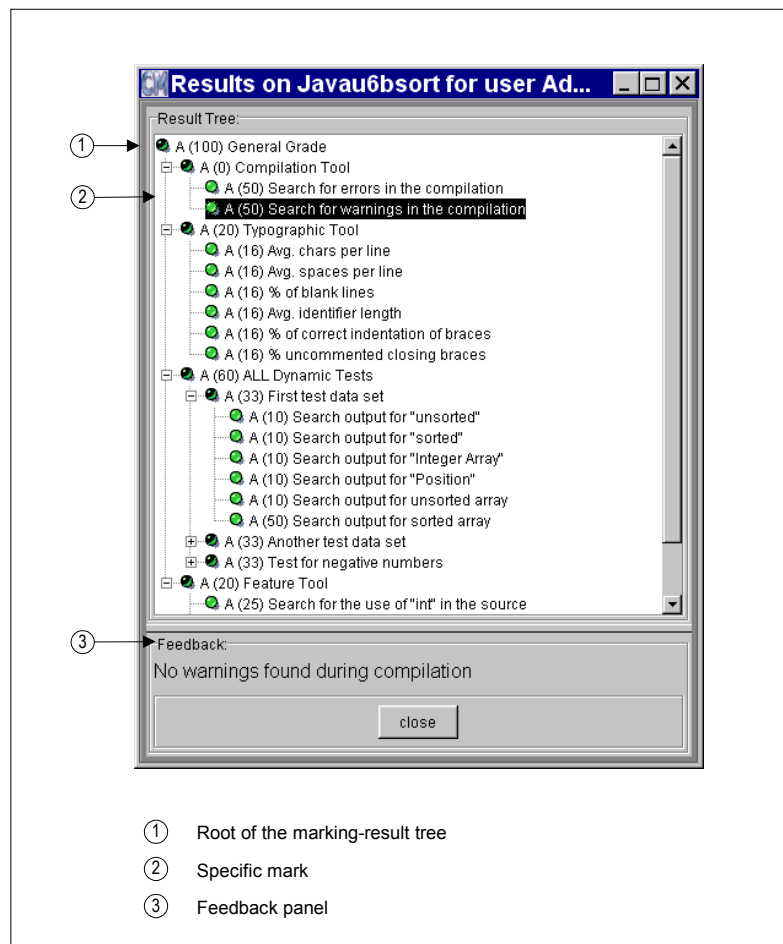 CM Results on Javau6bsort for user Ad...
Result Tree:
1
A (100) General Grade
A (0) Compilation Tool
2
A (50) Search for errors in the compilation
A (50) Search for warnings in the compilation
A (20) Typographic Tool
A (16) Avg. chars per line
A (16) Avg. spaces per line
A (16) % of blank lines
A (16) Avg. identifier length
A (16) % of correct indentation of braces
A (16) % uncommented closing braces
A (60) ALL Dynamic Tests
A (33) First test data set
A (10) Search output for "unsorted"
A (10) Search output for "sorted"
A (10) Search output for "Integer Array"
A (10) Search output for "Position"
A (10) Search output for unsorted array
A (50) Search output for sorted array
A (33) Another test data set
A (33) Test for negative numbers
A (20) Feature Tool
A (25) Search for the use of "int" in the source
3
Feedback:
No warnings found during compilation
close
1 Root of the marking-result tree
2 Specific mark
3 Feedback panel